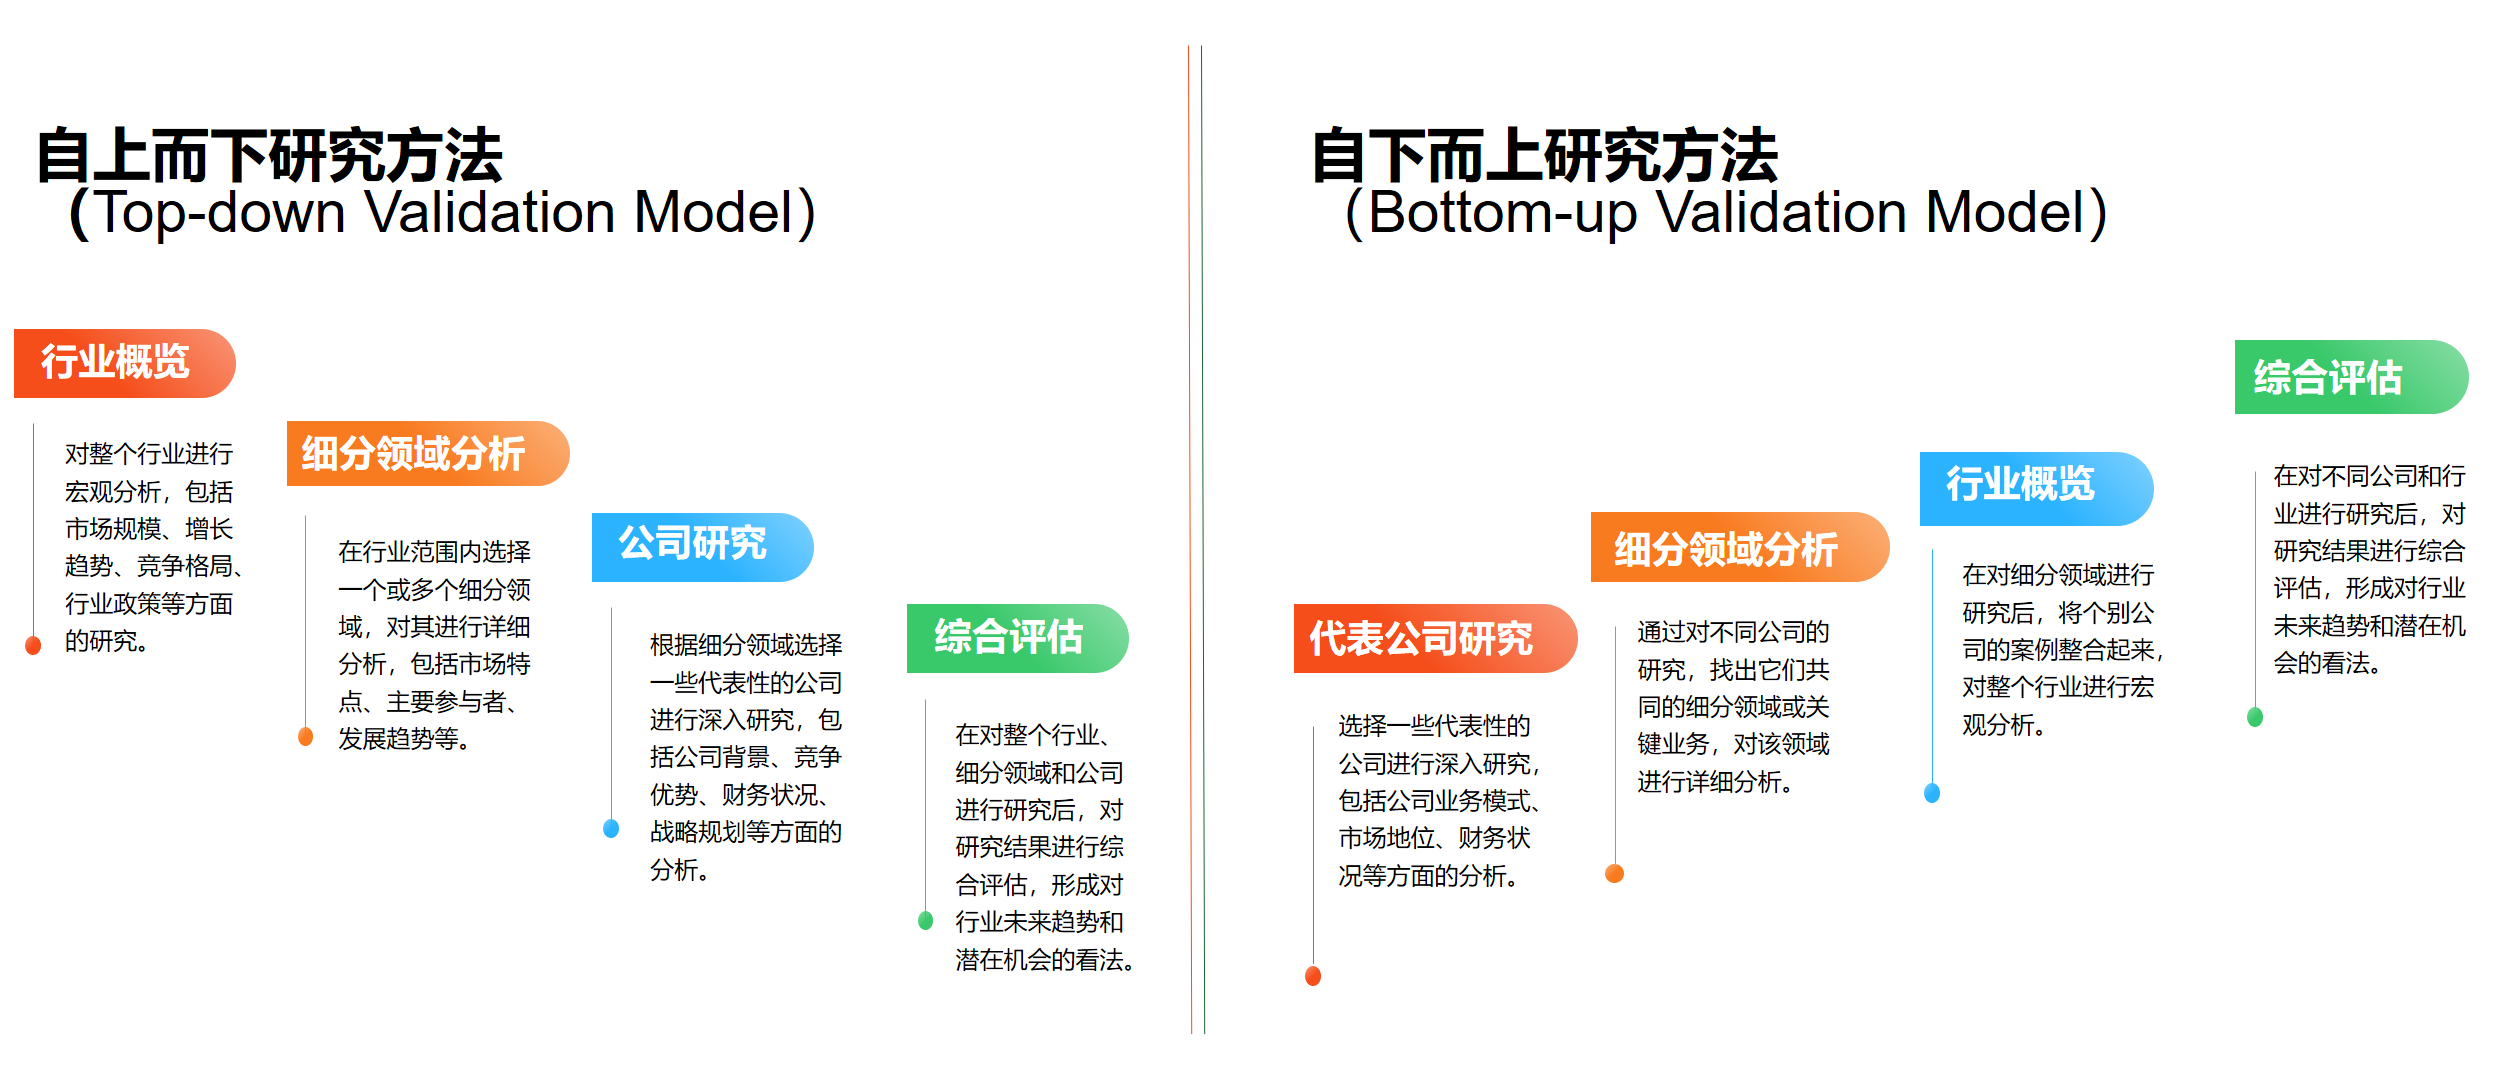 自上而下研究方法
（Top-down Validation Model）
行业概览
对整个行业进行
宏观分析，包括
市场规模、增长
趋势、竞争格局、
行业政策等方面
的研究。
细分领域分析
在行业范围内选择
一个或多个细分领
域，对其进行详细
分析，包括市场特
点、主要参与者、
发展趋势等。
公司研究
根据细分领域选择
一些代表性的公司
进行深入研究，包
括公司背景、竞争
优势、财务状况、
战略规划等方面的
分析。
综合评估
在对整个行业、
细分领域和公司
进行研究后，对
研究结果进行综
合评估，形成对
行业未来趋势和
潜在机会的看法。
自下而上研究方法
（Bottom-up Validation Model）
代表公司研究
选择一些代表性的
公司进行深入研究，
包括公司业务模式、
市场地位、财务状
况等方面的分析。
细分领域分析
通过对不同公司的
研究，找出它们共
同的细分领域或关
键业务，对该领域
进行详细分析。
行业概览
在对细分领域进行
研究后，将个别公
司的案例整合起来，
对整个行业进行宏
观分析。
综合评估
在对不同公司和行
业进行研究后，对
研究结果进行综合
评估，形成对行业
未来趋势和潜在机
会的看法。